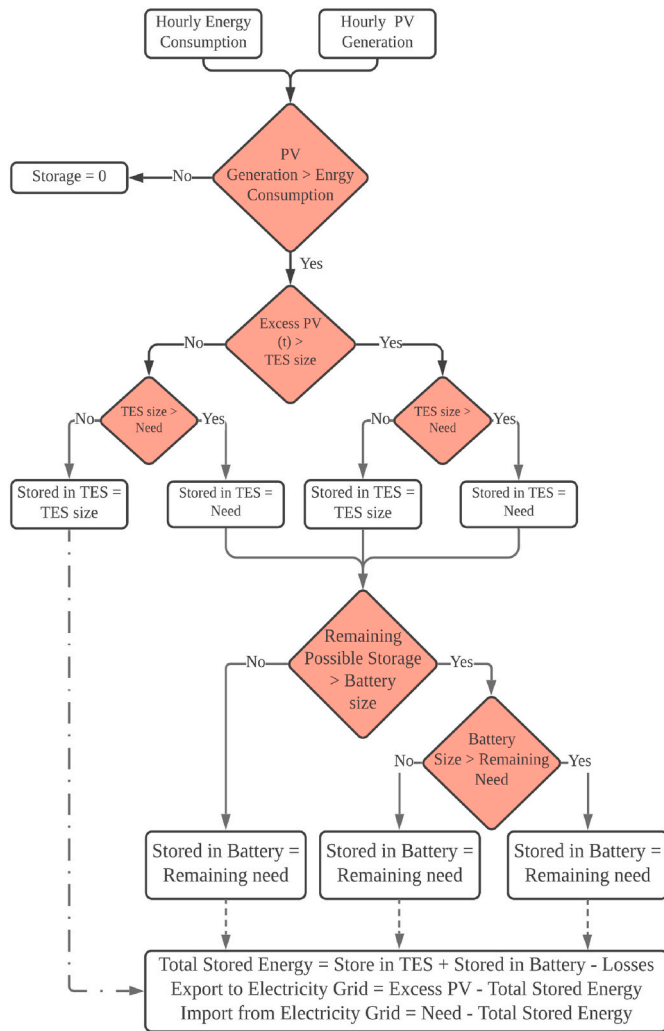 Hourly Energy
Consumption
Hourly PV
Generation
PV
Generation > Enrgy
Consumption
No
Storage = 0
Yes
Excess PV
(t) >
TES size
No
Yes
TES size >
Need
No
Yes
TES size >
Need
No
Yes
Stored in TES =
TES size
Stored in TES =
Need
Stored in TES =
TES size
Stored in TES =
Need
Remaining
Possible Storage
> Battery
size
No
Yes
Battery
Size > Remaining
Need
No
Yes
Stored in Battery =
Remaining need
Stored in Battery =
Remaining need
Stored in Battery =
Remaining need
Total Stored Energy = Store in TES + Stored in Battery - Losses
Export to Electricity Grid = Excess PV - Total Stored Energy
Import from Electricity Grid = Need - Total Stored Energy